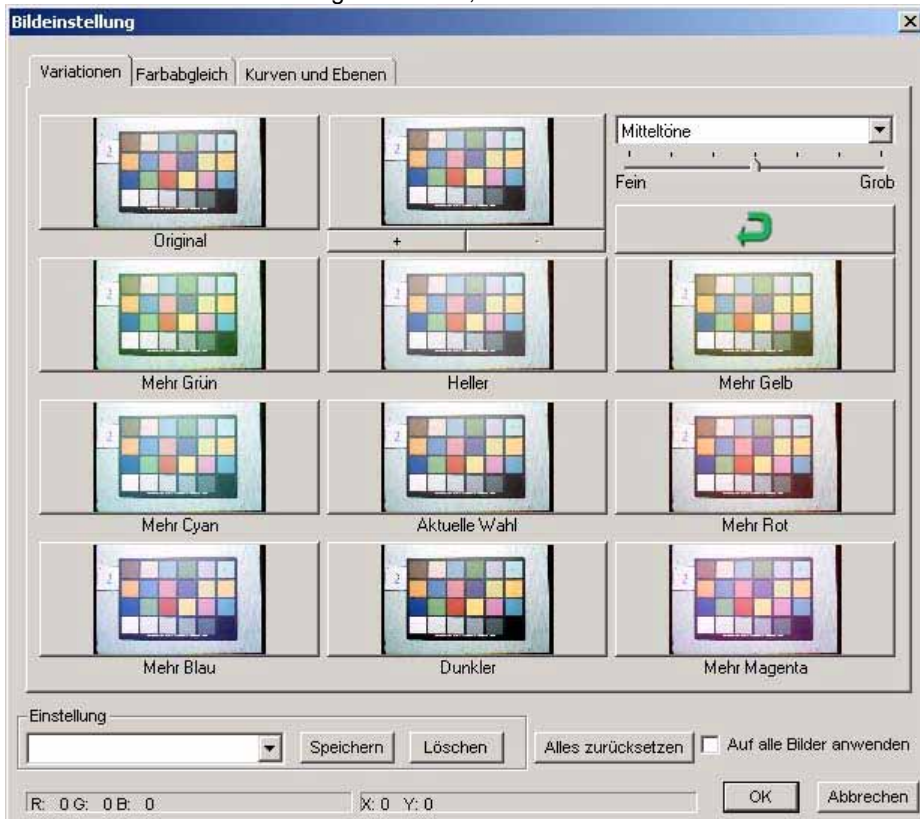 Bildeinstellung
Variationen Farbabgleich Kurven und Ebenen
Mitteltöne
Fein Grob
Original + -
Mehr Grün Heller Mehr Gelb
Mehr Cyan Aktuelle Wahl Mehr Rot
Mehr Blau Dunkler Mehr Magenta
Einstellung
Speichern Löschen Alles zurücksetzen Auf alle Bilder anwenden
R: 0 G: 0 B: 0 X: 0 Y: 0 OK Abbrechen